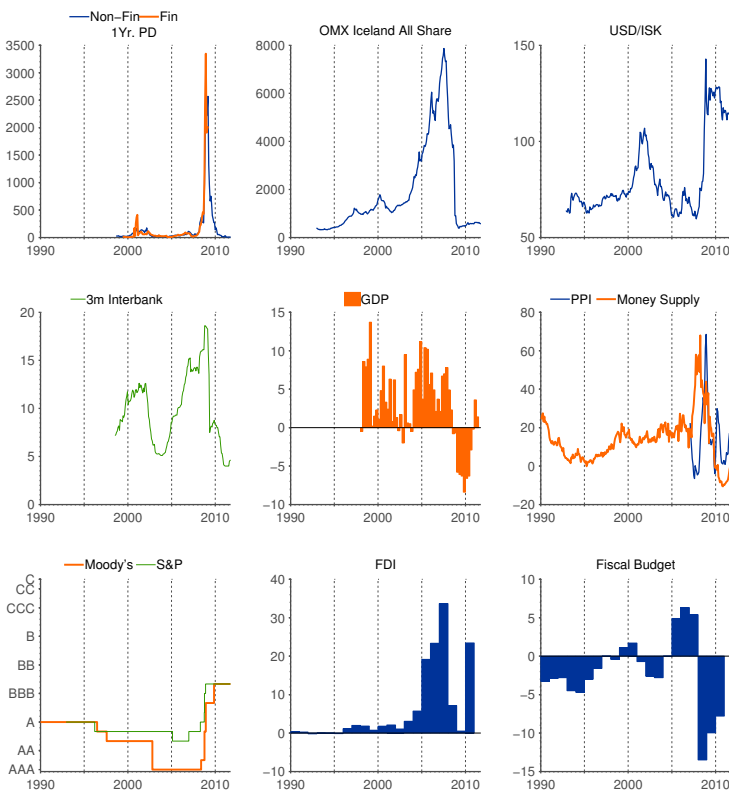 Non−Fin Fin
1Yr. PD
3500
3000
2500
2000
1500
1000
500
0
1990 2000 2010
OMX Iceland All Share
8000
6000
4000
2000
0
1990 2000 2010
USD/ISK
150
100
50
1990 2000 2010
3m Interbank
20
15
10
5
0
1990 2000 2010
GDP
15
10
5
0
−5
−10
1990 2000 2010
PPI Money Supply
80
60
40
20
0
−20
1990 2000 2010
Moody's S&P
C
CC
CCC
B
BB
BBB
A
AA
AAA
1990 2000 2010
FDI
40
30
20
10
0
−10
1990 2000 2010
Fiscal Budget
10
5
0
−5
−10
−15
1990 2000 2010